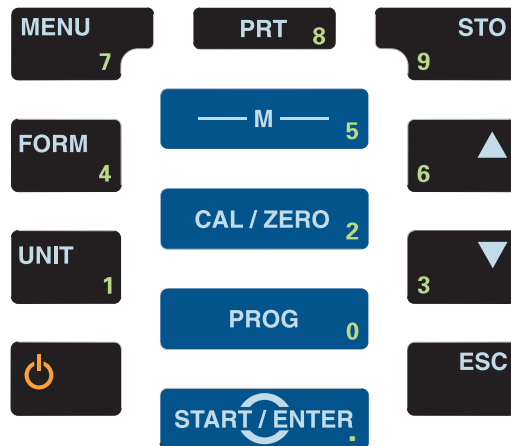 MENU 7
PRT 8
STO 9
FORM 4
M 5
▲ 6
UNIT 1
CAL / ZERO 2
▼ 3
PROG 0
ESC
START / ENTER .